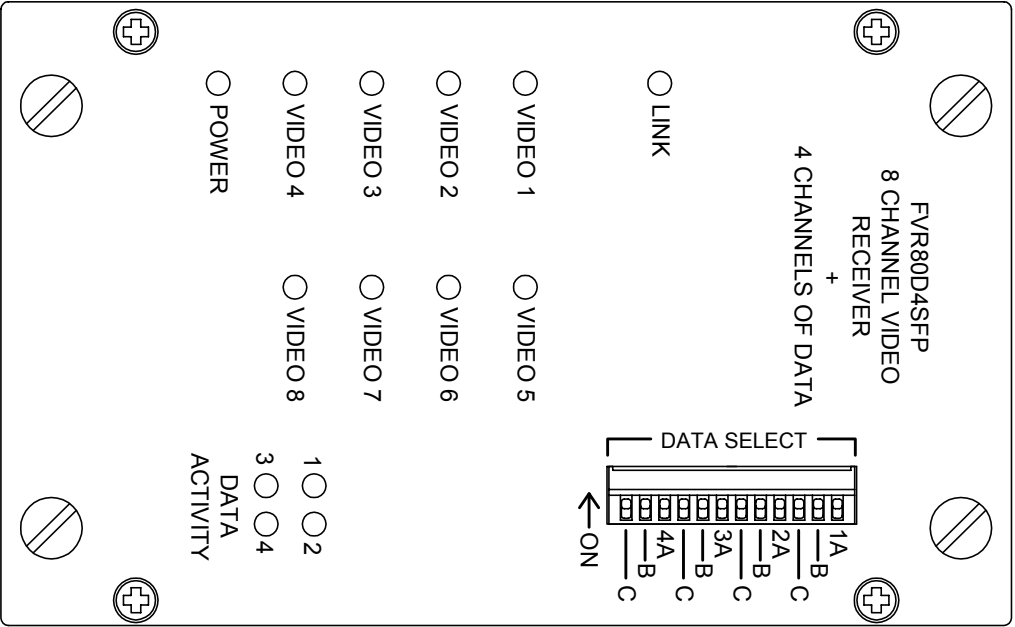 FVR80D4SFP
8 CHANNEL VIDEO
RECEIVER
+
4 CHANNELS OF DATA
LINK
VIDEO 1
VIDEO 5
VIDEO 2
VIDEO 6
VIDEO 3
VIDEO 7
VIDEO 4
VIDEO 8
POWER
DATA SELECT
1A
B
C
2A
B
C
3A
B
C
4A
B
C
ON
1 2
3 4
DATA
ACTIVITY